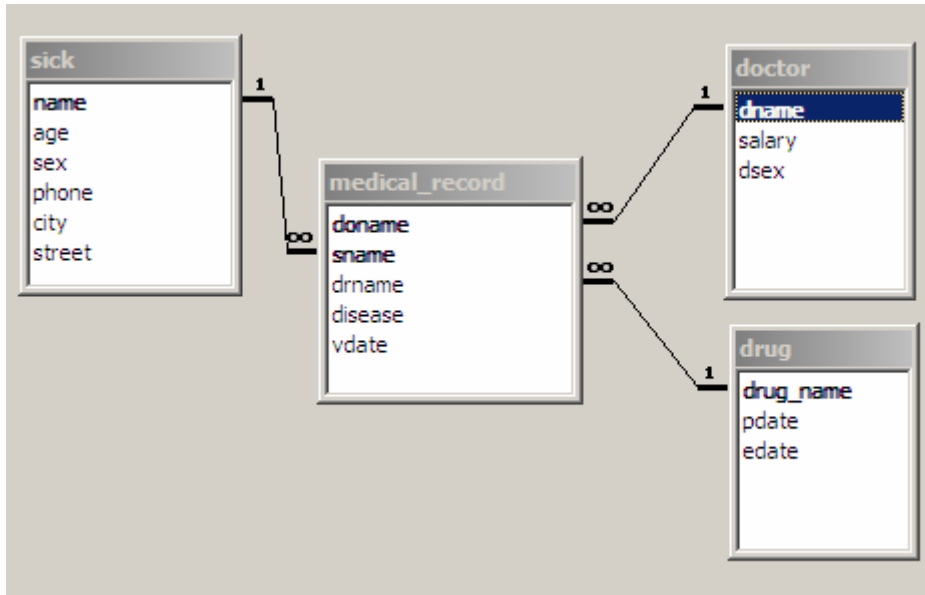 sick
name
age
sex
phone
city
street
1
∞
medical_record
doname
sname
drname
disease
vdate
∞
∞
1
1
doctor
dname
salary
dsex
drug
drug_name
pdate
edate